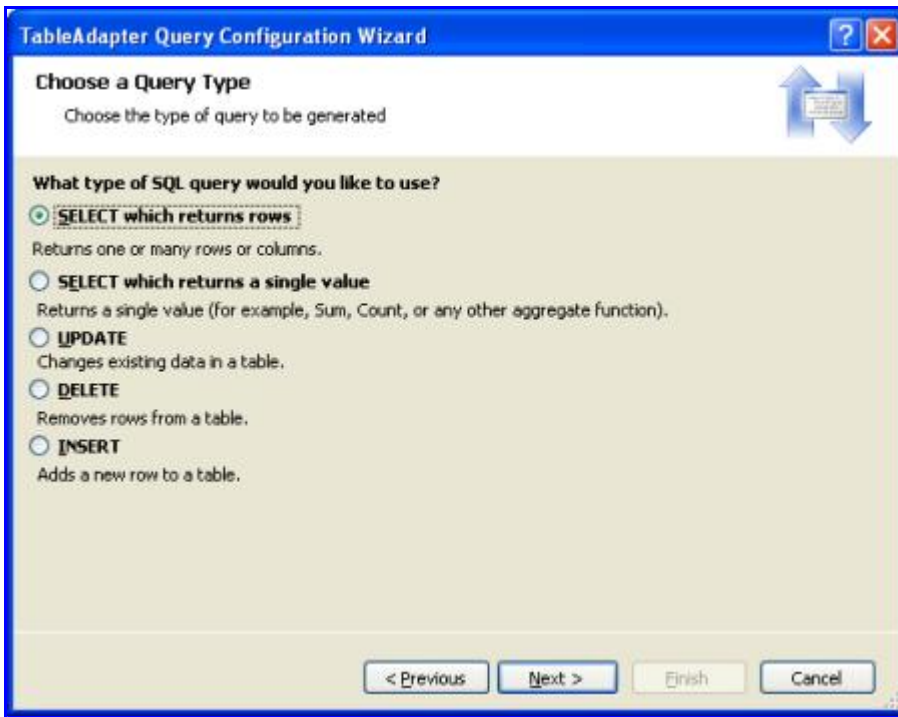 TableAdapter Query Configuration Wizard
Choose a Query Type
Choose the type of query to be generated
What type of SQL query would you like to use?
SELECT which returns rows
Returns one or many rows or columns.
SELECT which returns a single value
Returns a single value (for example, Sum, Count, or any other aggregate function).
UPDATE
Changes existing data in a table.
DELETE
Removes rows from a table.
INSERT
Adds a new row to a table.
< Previous Next > Finish Cancel